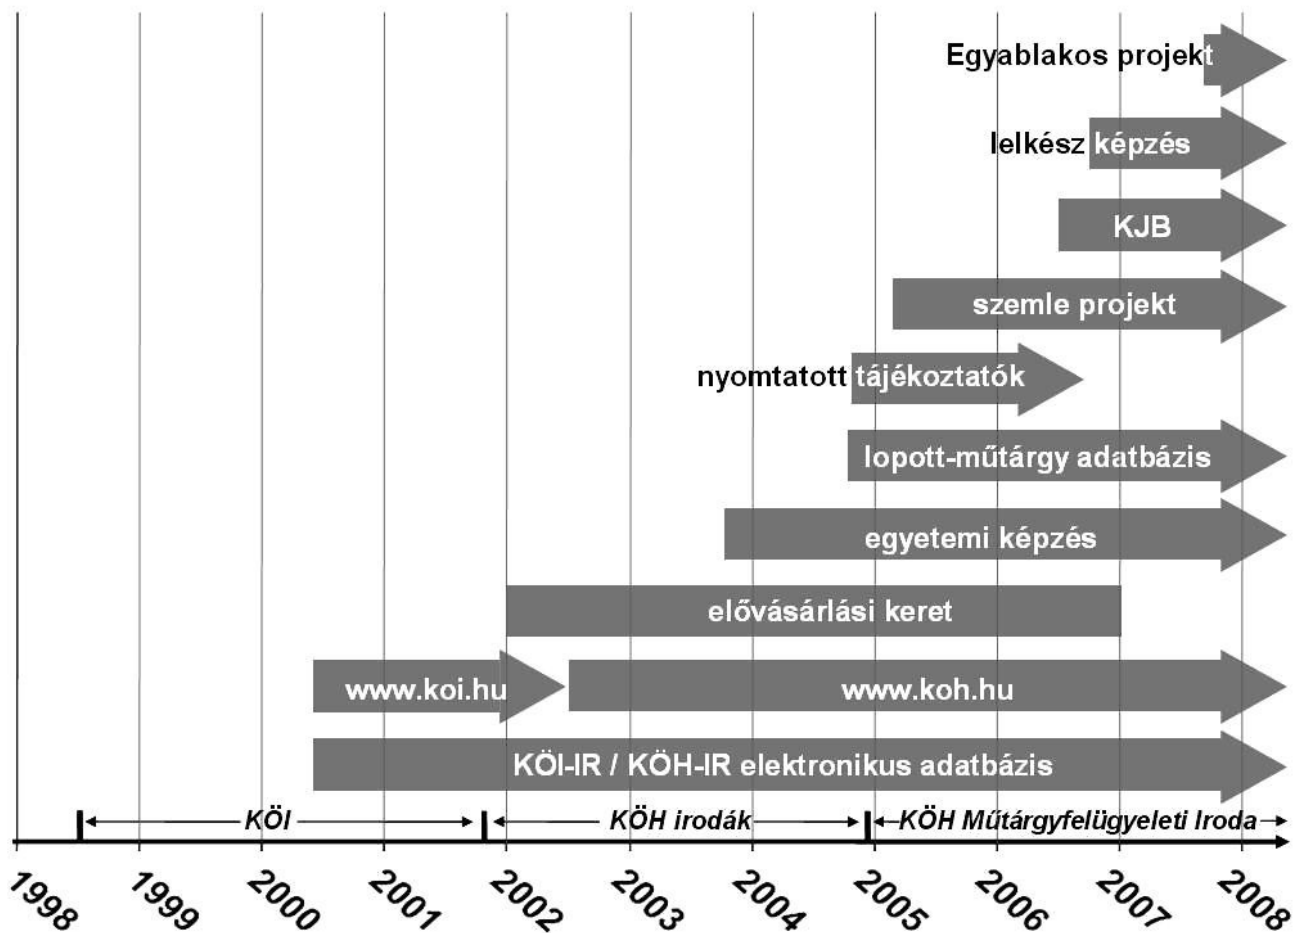 Egyablakos projekt
lelkész képzés
KJB
szemle projekt
nyomtatott tájékoztatók
lopott-műtárgy adatbázis
egyetemi képzés
elővásárlási keret
www.koi.hu www.koh.hu
KÖI-IR / KÖH-IR elektronikus adatbázis
KÖI KÖH irodák KÖH Műtárgyfelügyeleti Iroda
1998 1999 2000 2001 2002 2003 2004 2005 2006 2007 2008